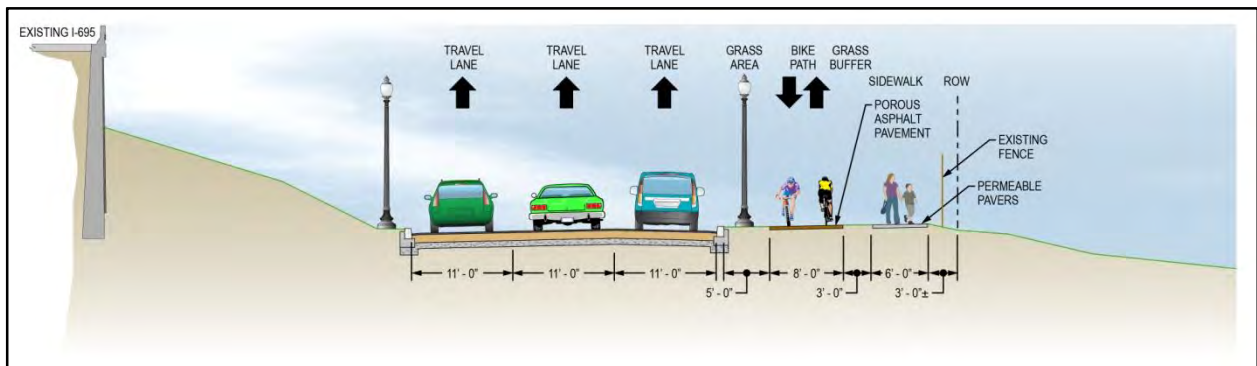 EXISTING I-695
TRAVEL
LANE
TRAVEL
LANE
TRAVEL
LANE
GRASS
AREA
BIKE
PATH
GRASS
BUFFER
SIDEWALK
ROW
POROUS
ASPHALT
PAVEMENT
EXISTING
FENCE
PERMEABLE
PAVERS
11' - 0"
11' - 0"
11' - 0"
5' - 0"
8' - 0"
3' - 0"
6' - 0"
3' - 0"±